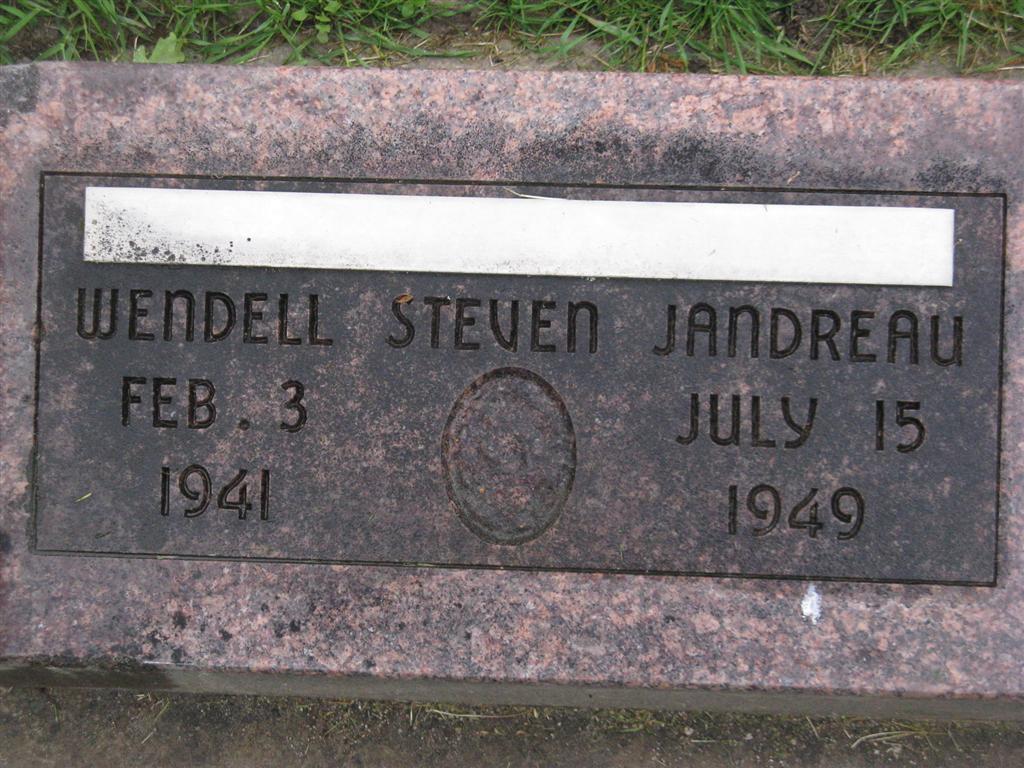 WENDELL STEVEN JANDREAU
FEB. 3 JULY 15
1941 1949